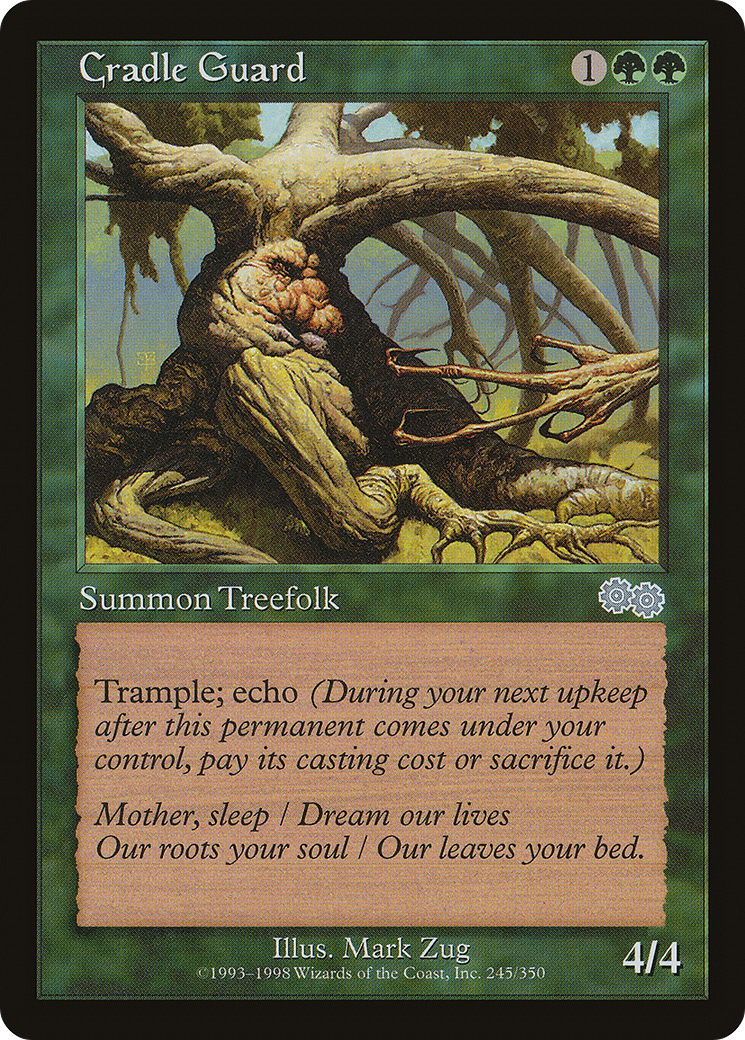 Cradle Guard 1
Summon Treefolk
Trample; echo (During your next upkeep
after this permanent comes under your
control, pay its casting cost or sacrifice it.)
Mother, sleep / Dream our lives
Our roots your soul / Our leaves your bed.
Illus. Mark Zug
©1993–1998 Wizards of the Coast, Inc. 245/350
4/4